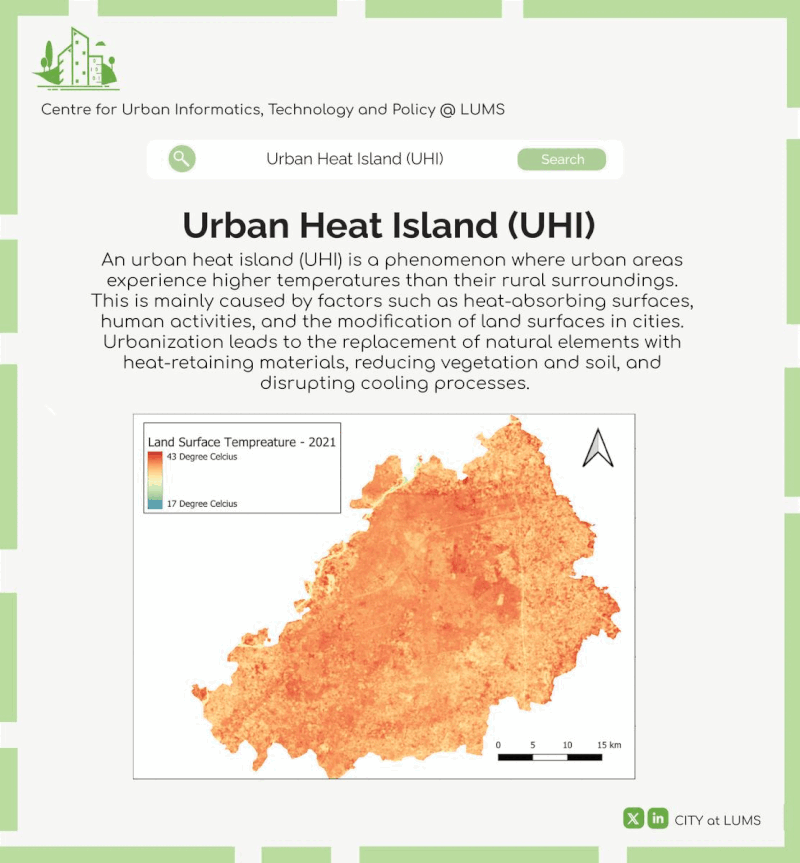 Centre for Urban Informatics, Technology and Policy @ LUMS
Urban Heat Island (UHI)
Search
Urban Heat Island (UHI)
An urban heat island (UHI) is a phenomenon where urban areas
experience higher temperatures than their rural surroundings.
This is mainly caused by factors such as heat-absorbing surfaces,
human activities, and the modification of land surfaces in cities.
Urbanization leads to the replacement of natural elements with
heat-retaining materials, reducing vegetation and soil, and
disrupting cooling processes.
Land Surface Tempreature - 2021
43 Degree Celcius
17 Degree Celcius
0 5 10 15 km
X in CITY at LUMS